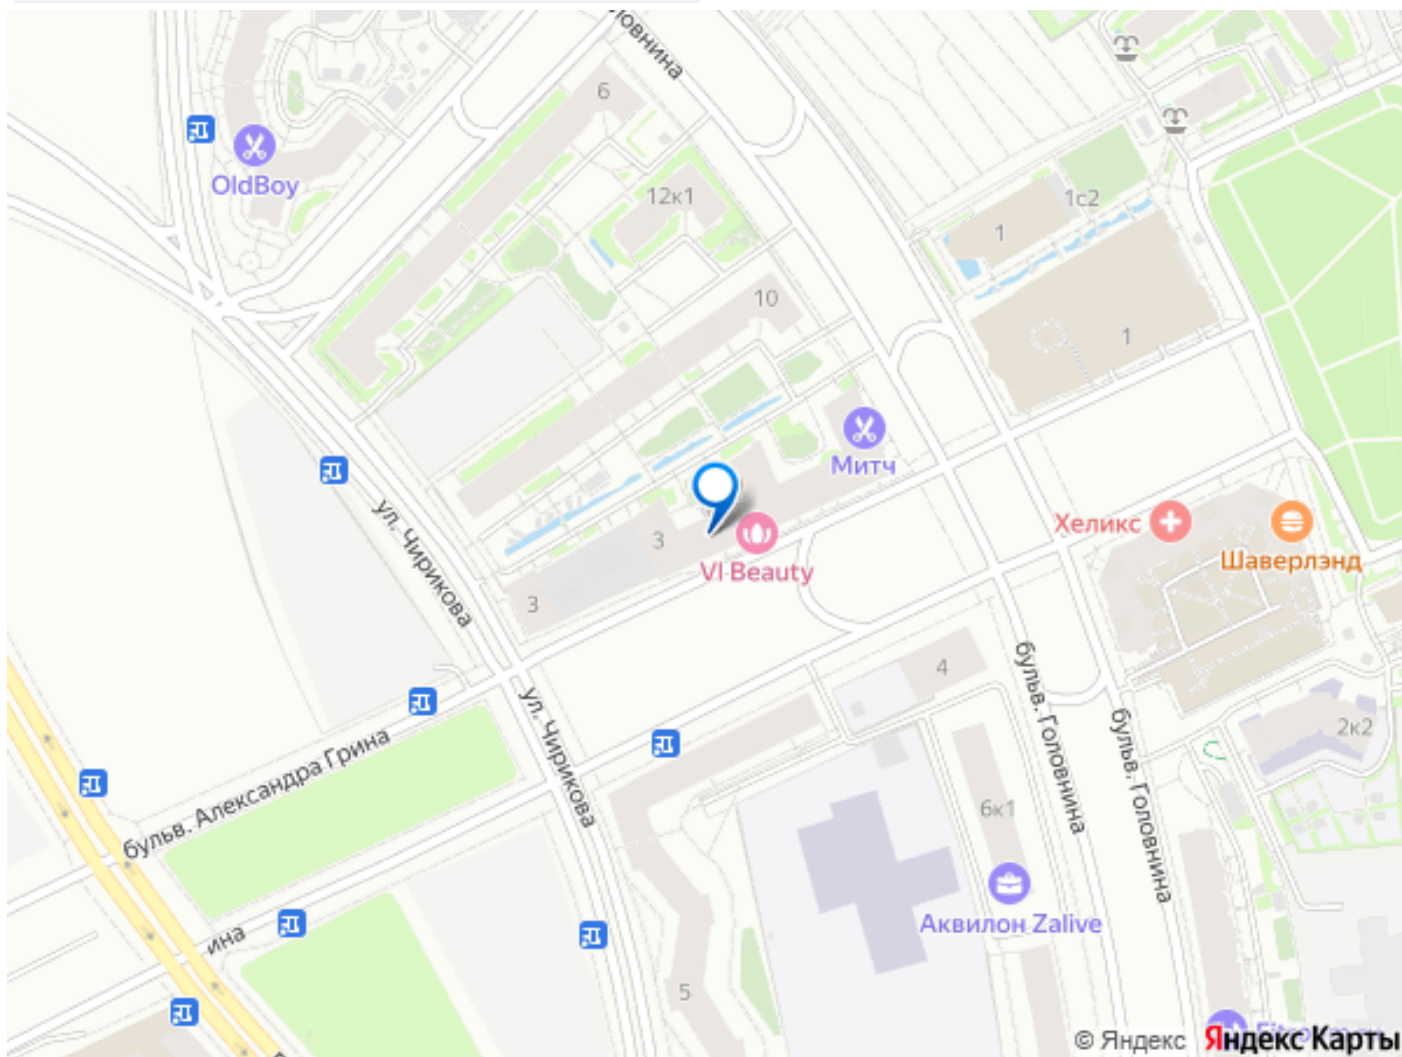 ловнина
6
OldBoy
12к1
1с2
1
10
1
Митч
ул. Чирикова
3
Хеликс
Шаверлэнд
VI Beauty
3
4
бульв. Головнина
ул. Чирикова
бульв. Головнина
2к2
бульв. Александра Грина
6к1
Аквилон Zalive
ина
5
© Яндекс Яндекс Карты